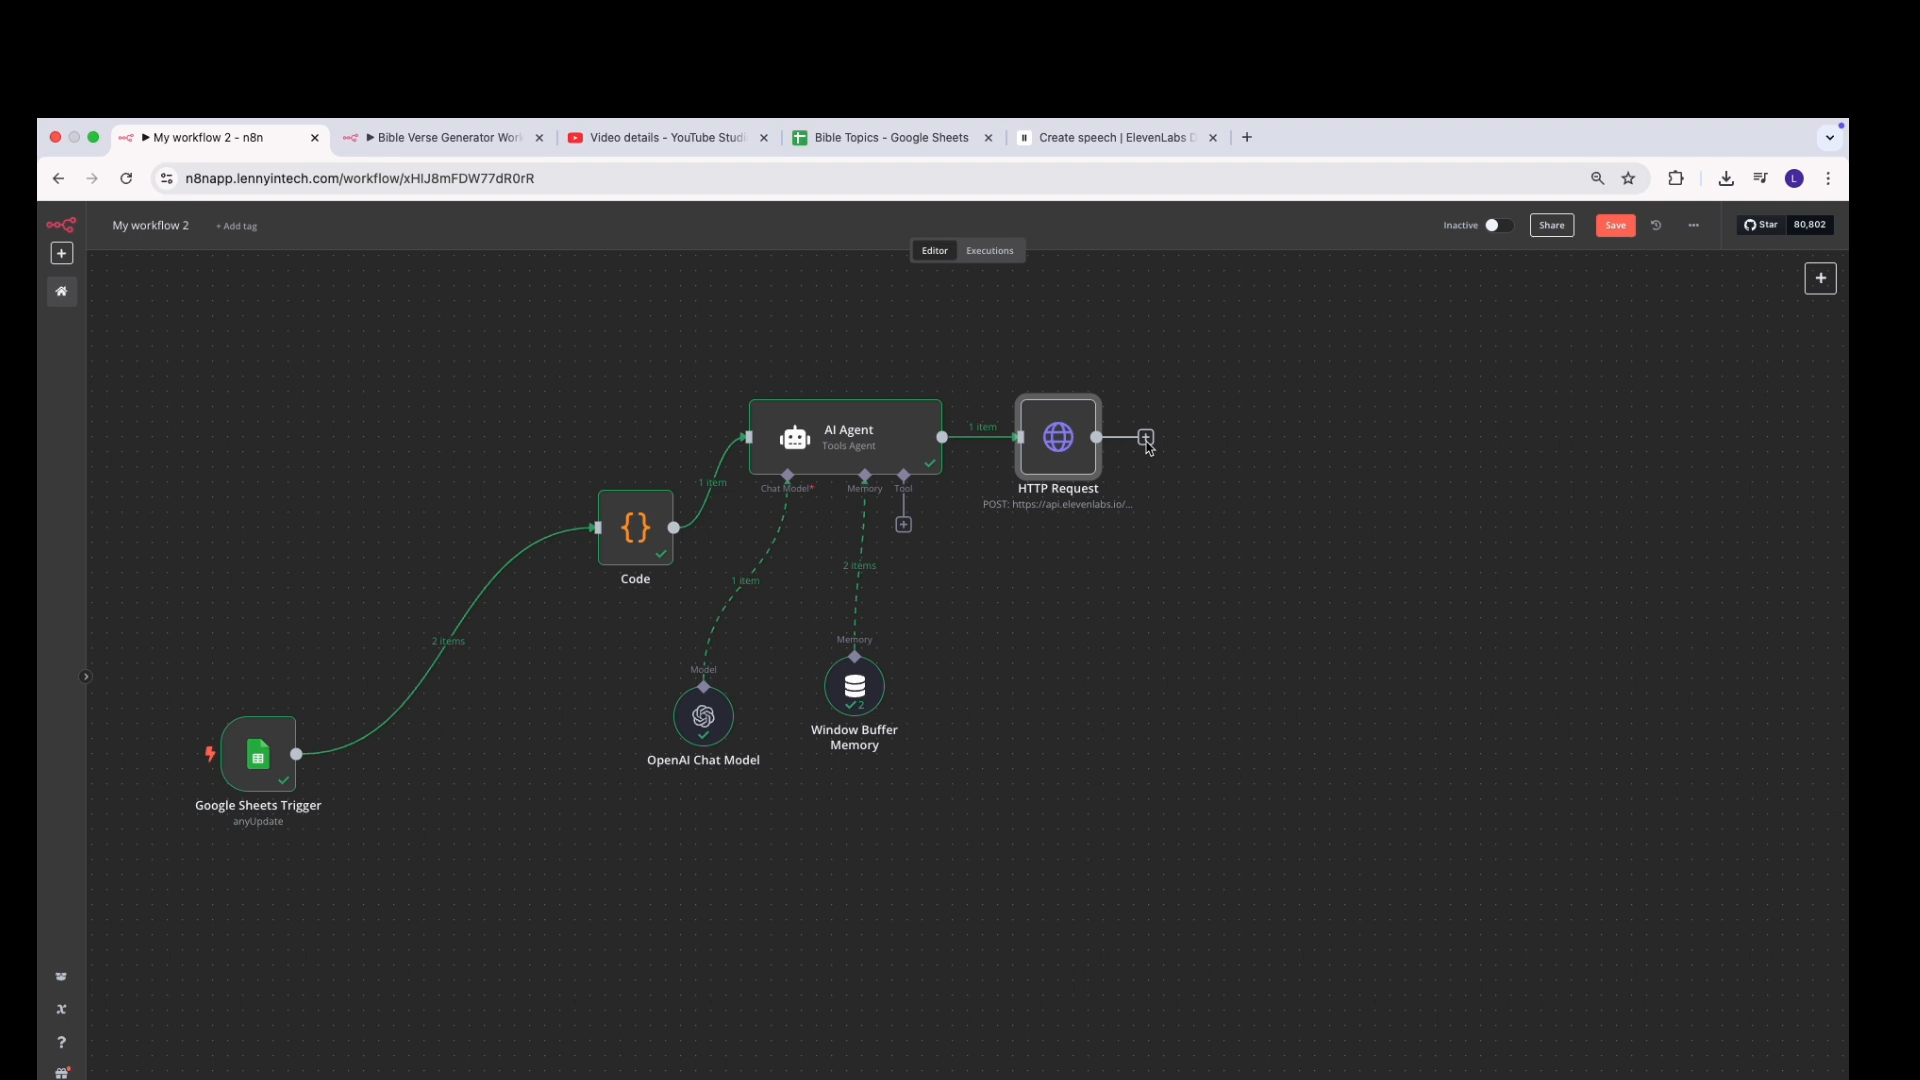 My workflow 2 - n8n
Bible Verse Generator Work
Video details - YouTube Studi
Bible Topics - Google Sheets
Create speech | ElevenLabs D
n8napp.lennyintech.com/workflow/xHIJ8mFDW77dR0rR
L
My workflow 2
+ Add tag
Inactive
Share
Save
Star
80,802
Editor
Executions
AI Agent
Tools Agent
1 item
Chat Model*
Memory
Tool
HTTP Request
POST: https://api.elevenlabs.io/...
1 item
Code
1 item
2 items
2 items
Memory
Model
2
Window Buffer
Memory
OpenAI Chat Model
Google Sheets Trigger
anyUpdate